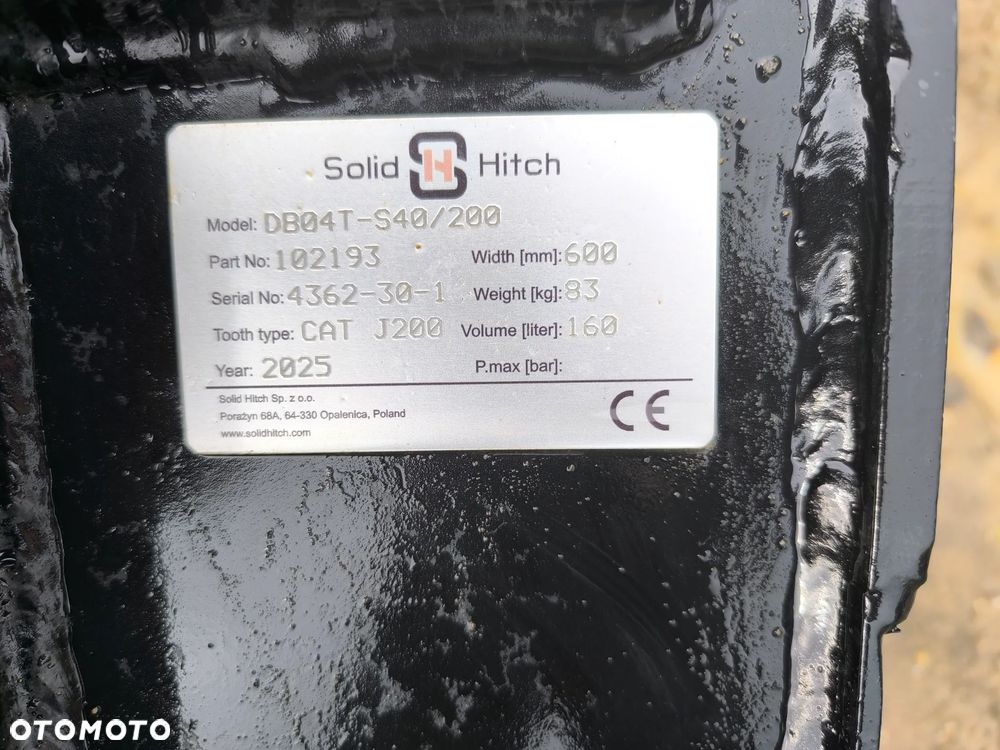 Solid SH Hitch
Model: DB04T-S40/200
Part No: 102193
Width [mm]: 600
Serial No: 4362-30-1
Weight [kg]: 83
Tooth type: CAT J200
Volume [liter]: 160
Year: 2025
P.max [bar]:
Solid Hitch Sp. z o.o.
Porażyn 68A, 64-330 Opalenica, Poland
www.solidhitch.com
CE
OTOMOTO